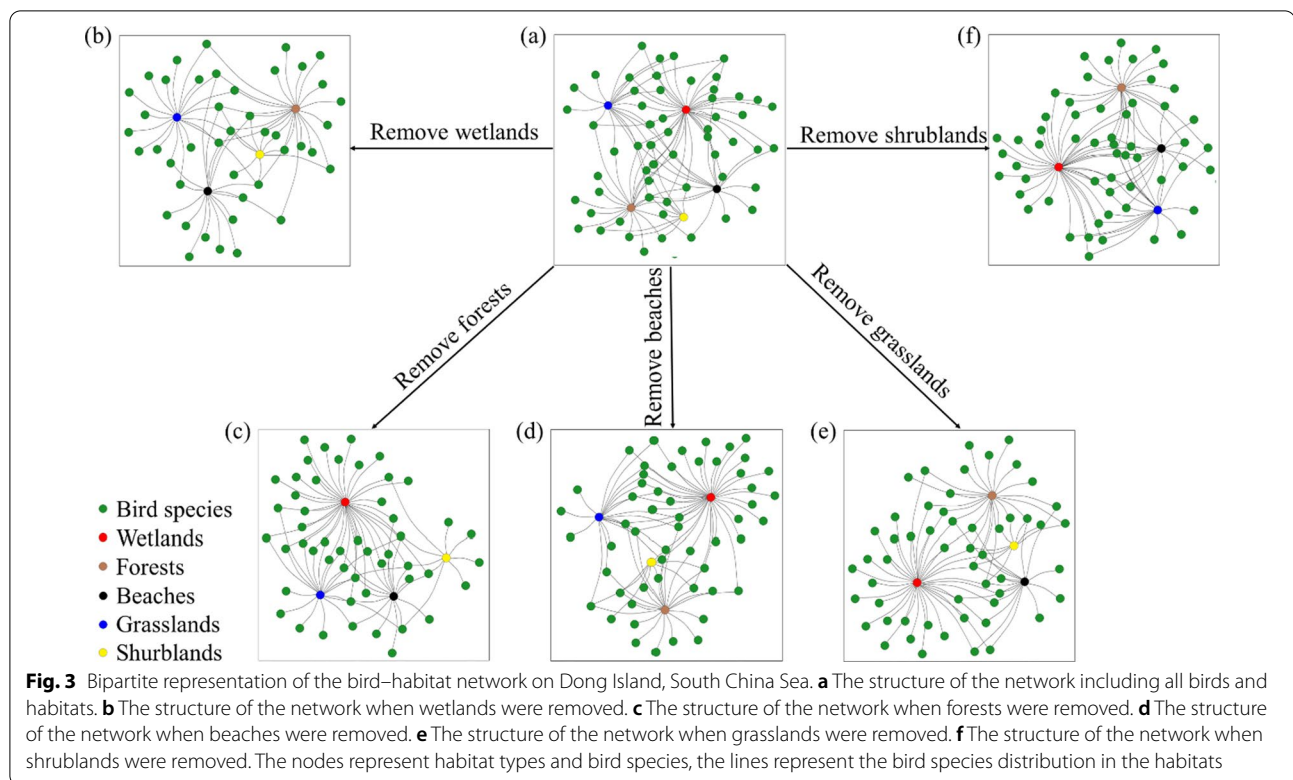 (b)
(a)
(f)
Remove wetlands
Remove shrublands
Remove forests
Remove beaches
Remove grasslands
(c)
(d)
(e)
Bird species
Wetlands
Forests
Beaches
Grasslands
Shurblands
Fig. 3 Bipartite representation of the bird–habitat network on Dong Island, South China Sea. a The structure of the network including all birds and
habitats. b The structure of the network when wetlands were removed. c The structure of the network when forests were removed. d The structure
of the network when beaches were removed. e The structure of the network when grasslands were removed. f The structure of the network when
shrublands were removed. The nodes represent habitat types and bird species, the lines represent the bird species distribution in the habitats